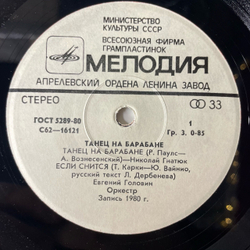 МИНИСТЕРСТВО
КУЛЬТУРЫ СССР
ВСЕСОЮЗНАЯ ФИРМА
ГРАМПЛАСТИНОК
МЕЛОДИЯ
АПРЕЛЕВСКИЙ ОРДЕНА ЛЕНИНА ЗАВОД
СТЕРЕО 33
ГОСТ 5289-80 1
С62—16121 Гр. 3. 0-85
ТАНЕЦ НА БАРАБАНЕ
ТАНЕЦ НА БАРАБАНЕ (Р. Паулс—
А. Вознесенский)—Николай Гнатюк
ЕСЛИ СНИТСЯ (Т. Карки—Ю. Вайнио,
русский текст Л. Дербенева)
Евгений Головин
Оркестр
Запись 1980 г.